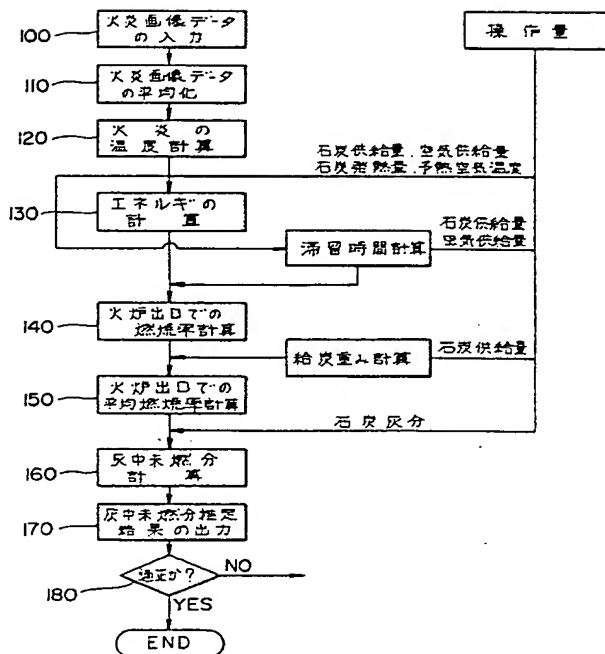 100
火炎画像データ
の入力
操作量
110
火炎画像データ
の平均化
120
火炎の
温度計算
石炭供給量、空気供給量
石炭発熱量、予熱空気温度
130
エネルギの
計算
滞留時間計算
石炭供給量
空気供給量
140
火炉出口での
燃焼率計算
給炭重み計算
石炭供給量
150
火炉出口での
平均燃焼率計算
石炭灰分
160
灰中未燃分
計算
170
灰中未燃分推定
結果の出力
180
適正か?
NO
YES
END